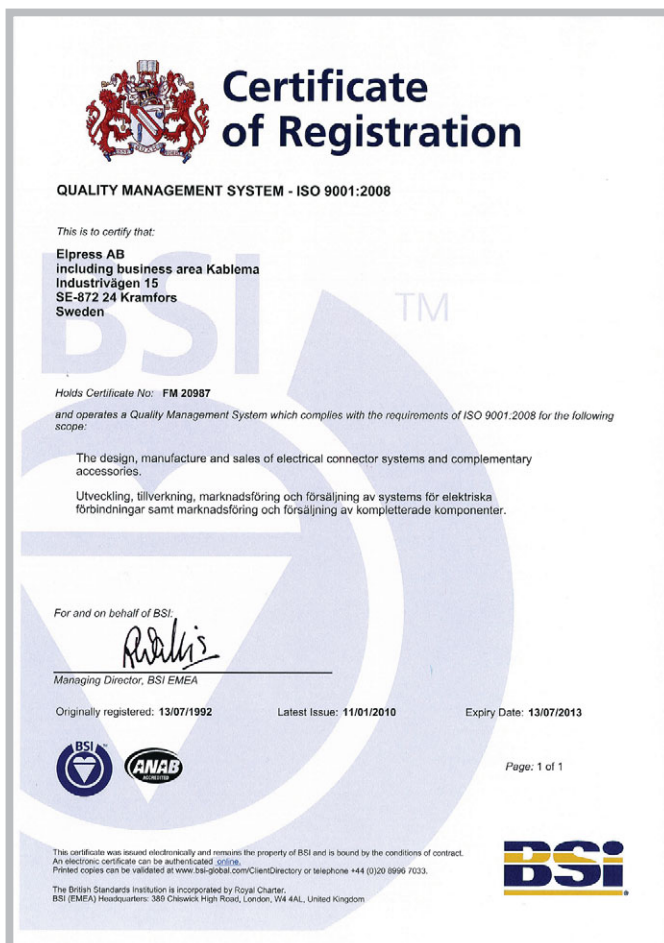 Certificate
of Registration
QUALITY MANAGEMENT SYSTEM - ISO 9001:2008
This is to certify that:
Elpress AB
including business area Kablema
Industrivägen 15
SE-872 24 Kramfors
Sweden
BSI
TM
Holds Certificate No: FM 20987
and operates a Quality Management System which complies with the requirements of ISO 9001:2008 for the following
scope:
The design, manufacture and sales of electrical connector systems and complementary
accessories.
Utveckling, tillverkning, marknadsföring och försäljning av systems för elektriska
förbindningar samt marknadsföring och försäljning av kompletterade komponenter.
For and on behalf of BSI:
Managing Director, BSI EMEA
Originally registered: 13/07/1992 Latest Issue: 11/01/2010 Expiry Date: 13/07/2013
BSI
ANAB
ACCREDITED
Page: 1 of 1
This certificate was issued electronically and remains the property of BSI and is bound by the conditions of contract.
An electronic certificate can be authenticated online.
Printed copies can be validated at www.bsi-global.com/ClientDirectory or telephone +44 (0)20 8996 7033.
The British Standards Institution is incorporated by Royal Charter.
BSI (EMEA) Headquarters: 389 Chiswick High Road, London, W4 4AL, United Kingdom
BSi